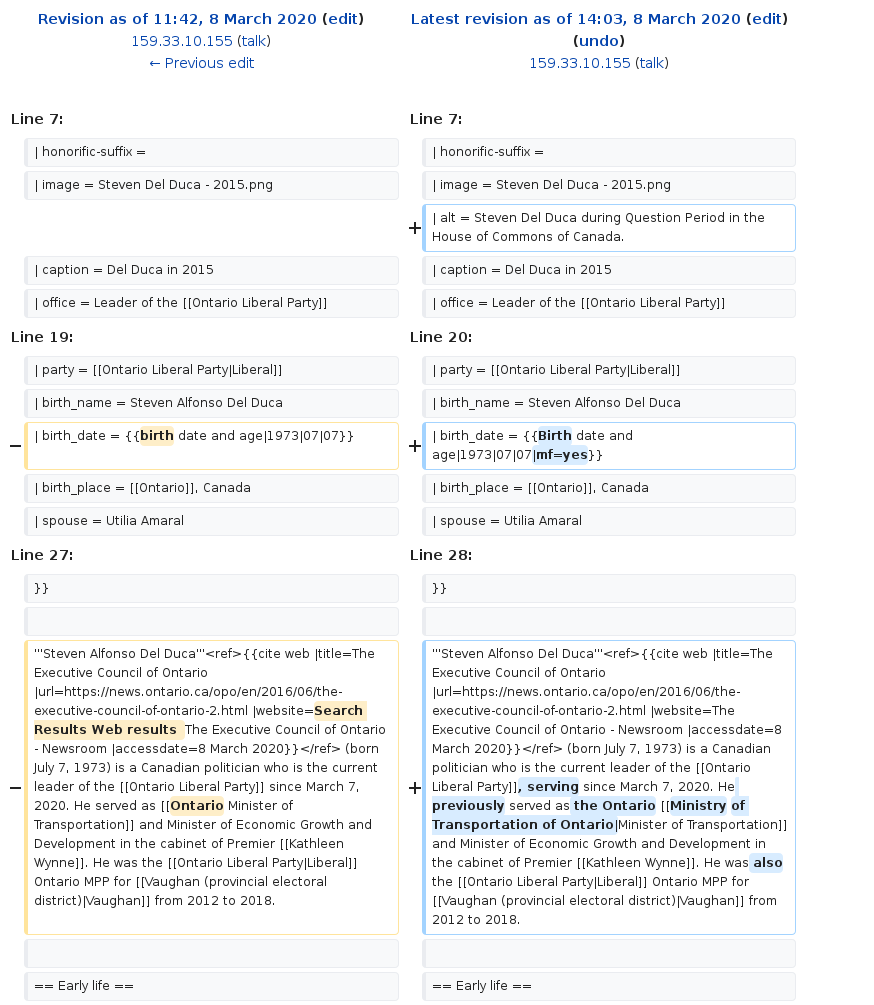 Revision as of 11:42, 8 March 2020 (edit)
159.33.10.155 (talk)
← Previous edit
Latest revision as of 14:03, 8 March 2020 (edit)
(undo)
159.33.10.155 (talk)
Line 7:
Line 7:
| honorific-suffix =
| honorific-suffix =
| image = Steven Del Duca - 2015.png
| image = Steven Del Duca - 2015.png
+
| alt = Steven Del Duca during Question Period in the
House of Commons of Canada.
| caption = Del Duca in 2015
| caption = Del Duca in 2015
| office = Leader of the [[Ontario Liberal Party]]
| office = Leader of the [[Ontario Liberal Party]]
Line 19:
Line 20:
| party = [[Ontario Liberal Party|Liberal]]
| party = [[Ontario Liberal Party|Liberal]]
| birth_name = Steven Alfonso Del Duca
| birth_name = Steven Alfonso Del Duca
−
| birth_date = {{birth date and age|1973|07|07}}
+
| birth_date = {{Birth date and
age|1973|07|07|mf=yes}}
| birth_place = [[Ontario]], Canada
| birth_place = [[Ontario]], Canada
| spouse = Utilia Amaral
| spouse = Utilia Amaral
Line 27:
Line 28:
}}
}}
−
'''Steven Alfonso Del Duca'''<ref>{{cite web |title=The
Executive Council of Ontario
|url=https://news.ontario.ca/opo/en/2016/06/the-
executive-council-of-ontario-2.html |website=Search
Results Web results The Executive Council of Ontario
- Newsroom |accessdate=8 March 2020}}</ref> (born
July 7, 1973) is a Canadian politician who is the current
leader of the [[Ontario Liberal Party]] since March 7,
2020. He served as [[Ontario Minister of
Transportation]] and Minister of Economic Growth and
Development in the cabinet of Premier [[Kathleen
Wynne]]. He was the [[Ontario Liberal Party|Liberal]]
Ontario MPP for [[Vaughan (provincial electoral
district)|Vaughan]] from 2012 to 2018.
+
'''Steven Alfonso Del Duca'''<ref>{{cite web |title=The
Executive Council of Ontario
|url=https://news.ontario.ca/opo/en/2016/06/the-
executive-council-of-ontario-2.html |website=The
Executive Council of Ontario - Newsroom |accessdate=8
March 2020}}</ref> (born July 7, 1973) is a Canadian
politician who is the current leader of the [[Ontario
Liberal Party]], serving since March 7, 2020. He
previously served as the Ontario [[Ministry of
Transportation of Ontario|Minister of Transportation]]
and Minister of Economic Growth and Development in
the cabinet of Premier [[Kathleen Wynne]]. He was also
the [[Ontario Liberal Party|Liberal]] Ontario MPP for
[[Vaughan (provincial electoral district)|Vaughan]] from
2012 to 2018.
== Early life ==
== Early life ==